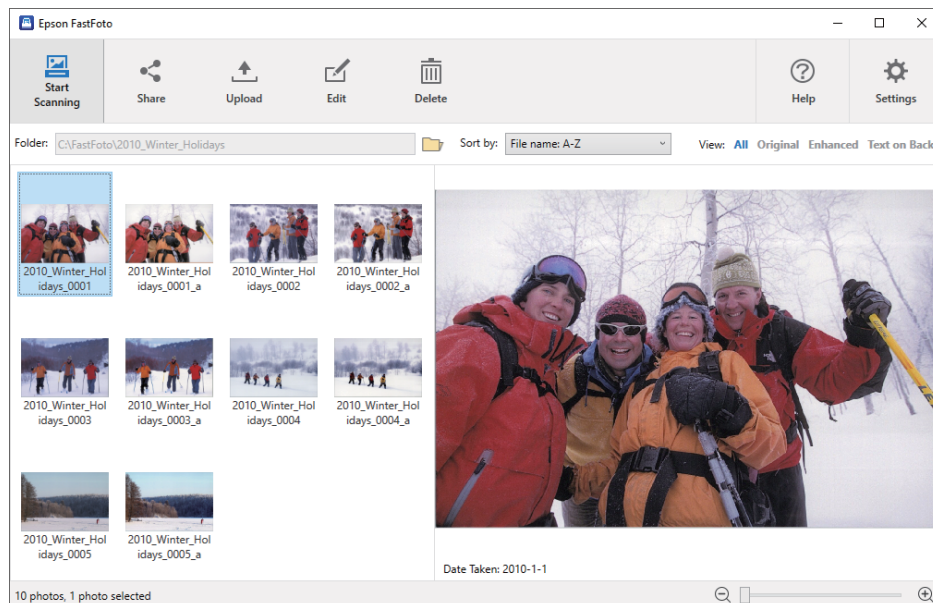 Epson FastFoto
Start
Scanning
Share
Upload
Edit
Delete
Help
Settings
Folder:
C:\FastFoto\2010_Winter_Holidays
Sort by:
File name: A-Z
View:
All
Original
Enhanced
Text on Back
2010_Winter_Hol
idays_0001
2010_Winter_Hol
idays_0001_a
2010_Winter_Hol
idays_0002
2010_Winter_Hol
idays_0002_a
2010_Winter_Hol
idays_0003
2010_Winter_Hol
idays_0003_a
2010_Winter_Hol
idays_0004
2010_Winter_Hol
idays_0004_a
2010_Winter_Hol
idays_0005
2010_Winter_Hol
idays_0005_a
Date Taken: 2010-1-1
10 photos, 1 photo selected